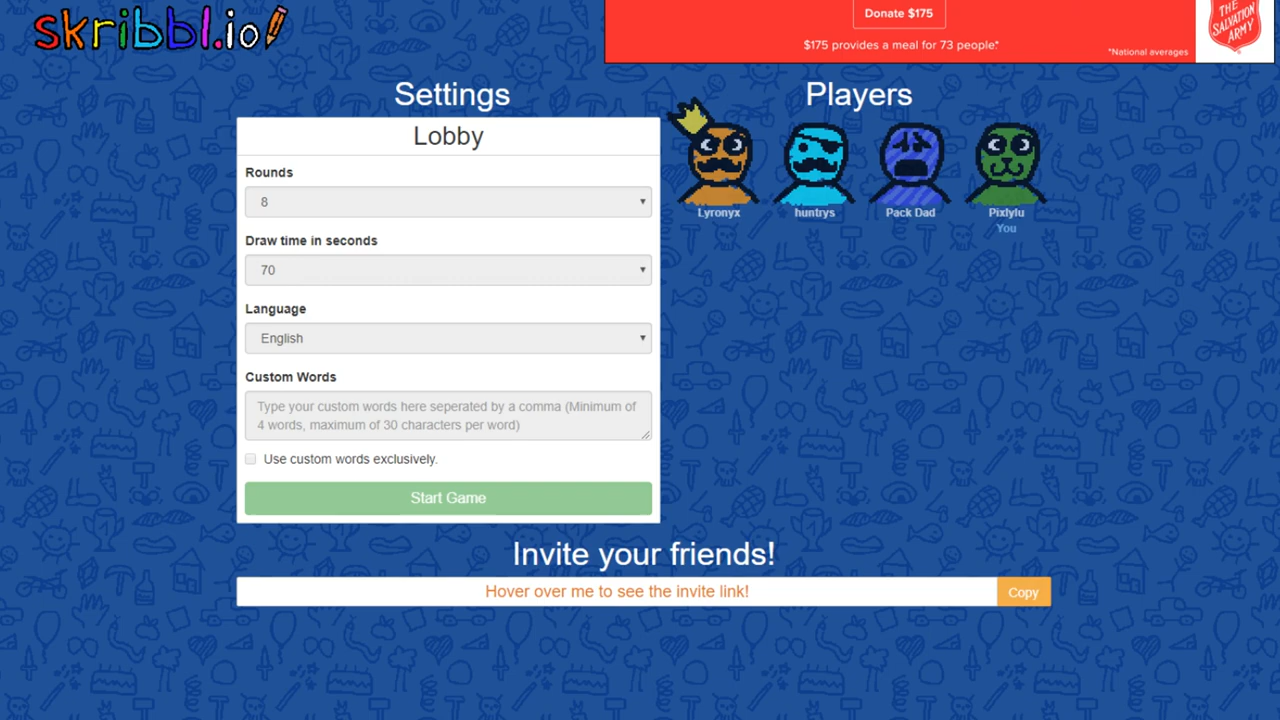 skribbl.io
Donate $175
$175 provides a meal for 73 people.*
*National averages
THE
SALVATION
ARMY
Settings
Players
Lobby
Rounds
8
Draw time in seconds
70
Language
English
Custom Words
Type your custom words here seperated by a comma (Minimum of
4 words, maximum of 30 characters per word)
Use custom words exclusively.
Start Game
Lyronyx
huntrys
Pack Dad
Pixlylu
You
Invite your friends!
Hover over me to see the invite link!
Copy